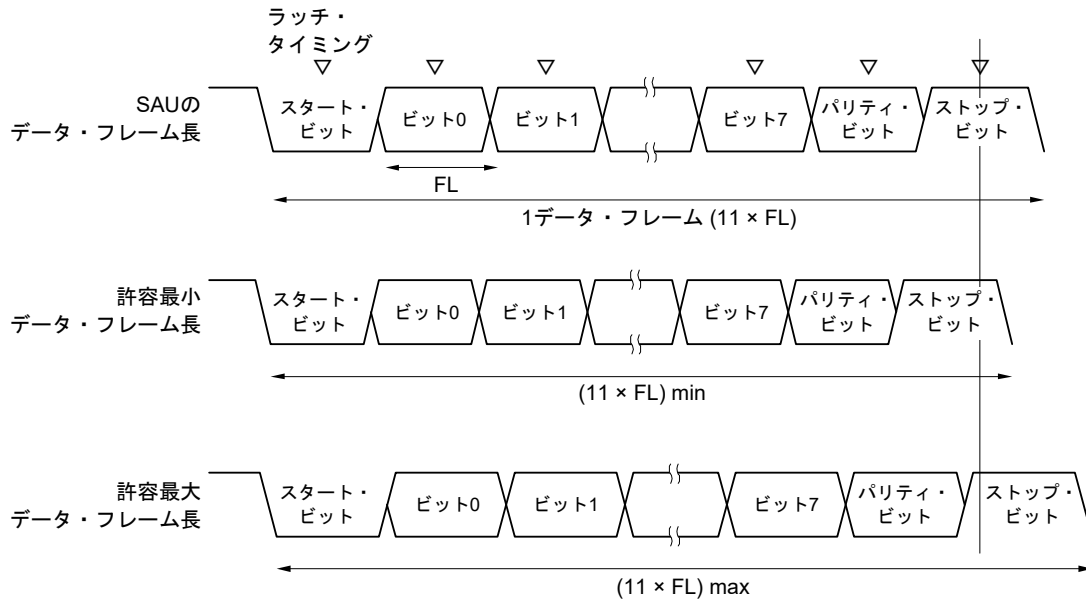 ラッチ・
タイミング
SAUの
データ・フレーム長
スタート・
ビット
ビット0
ビット1
ビット7
パリティ・
ビット
ストップ・
ビット
FL
1データ・フレーム (11 × FL)
許容最小
データ・フレーム長
スタート・
ビット
ビット0
ビット1
ビット7
パリティ・
ビット
ストップ・
ビット
(11 × FL) min
許容最大
データ・フレーム長
スタート・
ビット
ビット0
ビット1
ビット7
パリティ・
ビット
ストップ・
ビット
(11 × FL) max